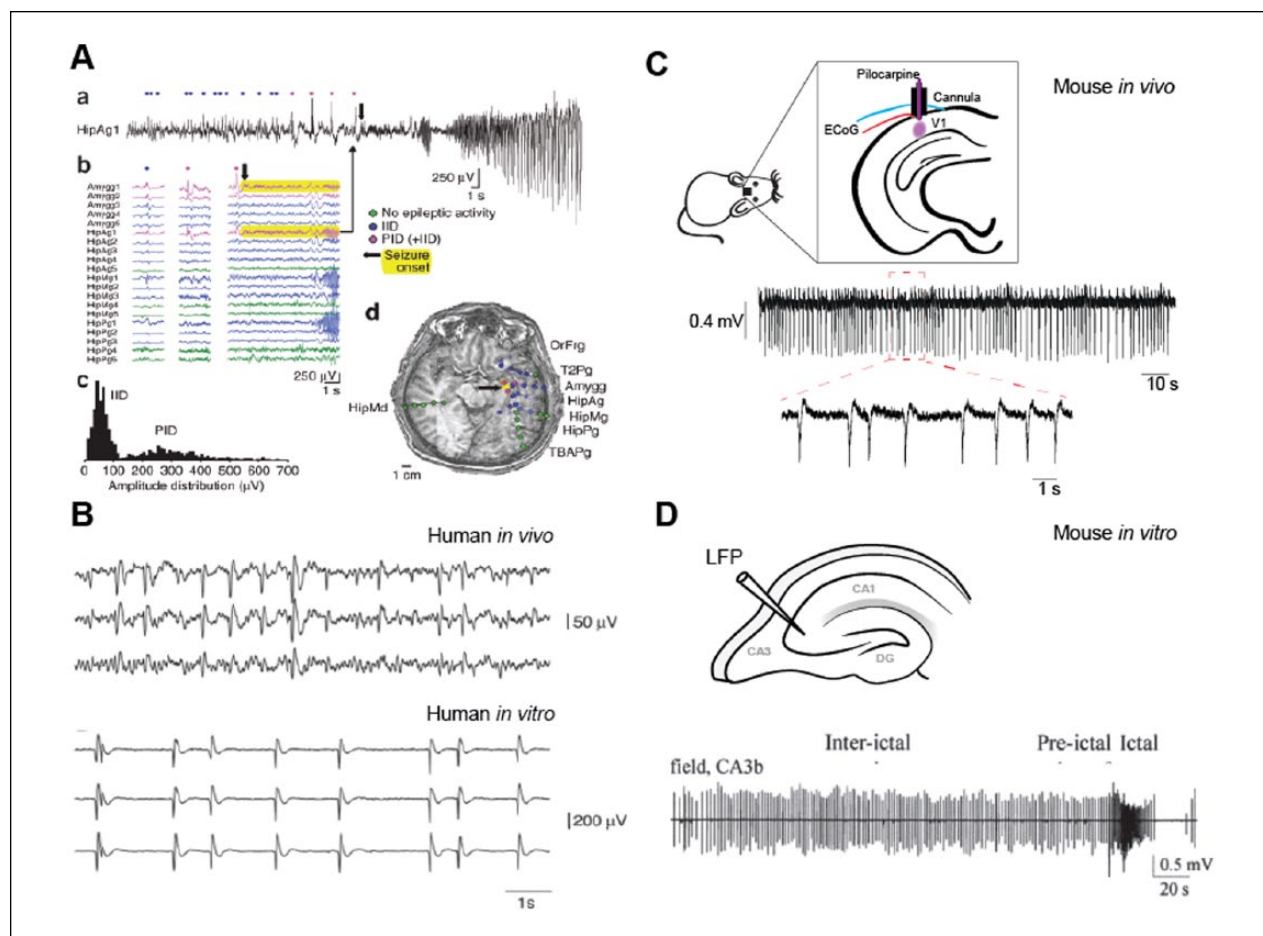 A
a
HipAg1
250 µV
1 s
b
Amygg1
Amygg2
Amygg3
Amygg4
Amygg5
HipAg1
HipAg2
HipAg3
HipAg4
HipAg5
HipMg1
HipMg2
HipMg3
HipMg4
HipMg5
HipPg1
HipPg2
HipPg3
HipPg4
HipPg5
250 µV
1 s
No epileptic activity
IID
PID (+IID)
Seizure
onset
c
IID
PID
0 100 200 300 400 500 600 700
Amplitude distribution (µV)
d
OrFrg
T2Pg
Amygg
HipAg
HipMg
HipPg
TBAPg
HipMd
1 cm
B
Human in vivo
50 µV
Human in vitro
200 µV
1s
C
Mouse in vivo
Pilocarpine
Cannula
ECoG
V1
0.4 mV
10 s
1 s
D
Mouse in vitro
LFP
CA1
CA3
DG
Inter-ictal
Pre-ictal Ictal
field, CA3b
0.5 mV
20 s